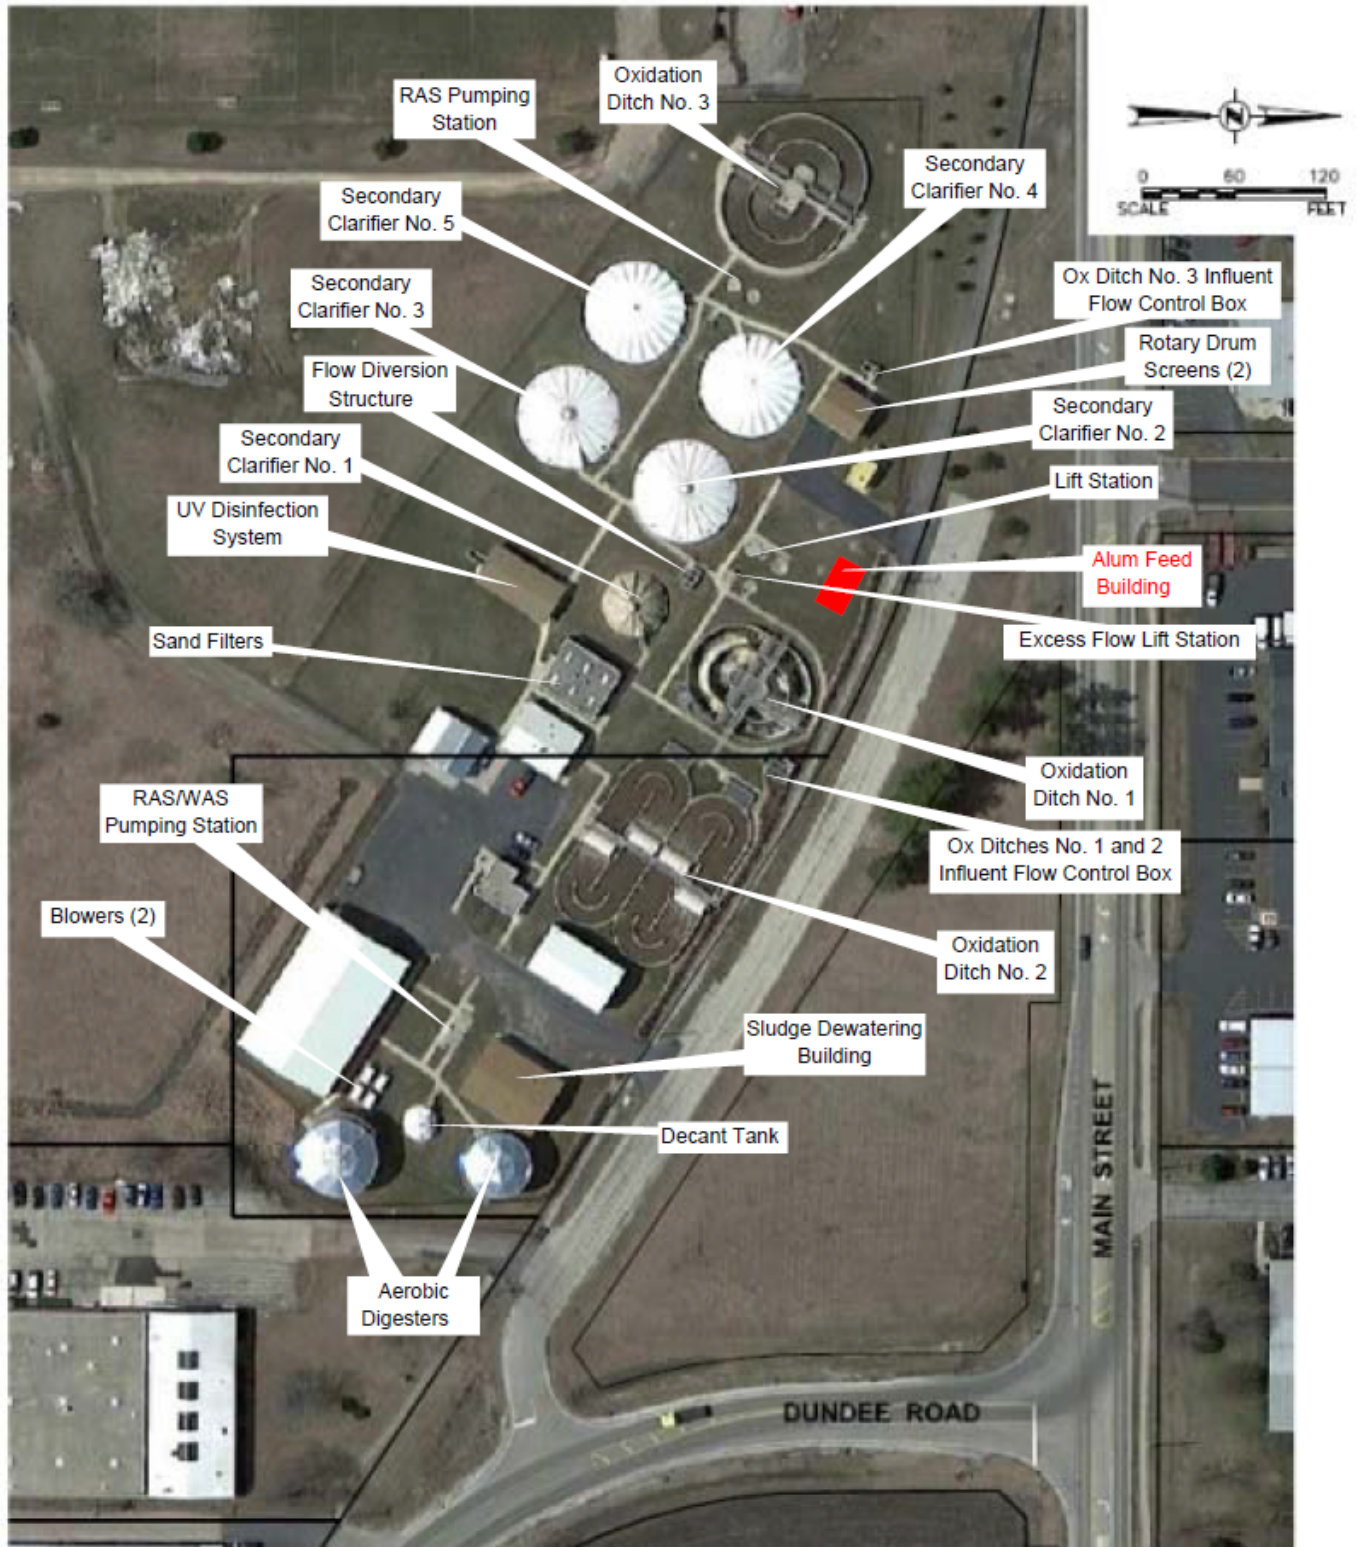 Oxidation
Ditch No. 3
RAS Pumping
Station
N
0 60 120
SCALE FEET
Secondary
Clarifier No. 4
Secondary
Clarifier No. 5
Ox Ditch No. 3 Influent
Flow Control Box
Secondary
Clarifier No. 3
Rotary Drum
Screens (2)
Flow Diversion
Structure
Secondary
Clarifier No. 2
Secondary
Clarifier No. 1
Lift Station
UV Disinfection
System
Alum Feed
Building
Excess Flow Lift Station
Sand Filters
Oxidation
Ditch No. 1
RAS/WAS
Pumping Station
Ox Ditches No. 1 and 2
Influent Flow Control Box
Blowers (2)
Oxidation
Ditch No. 2
Sludge Dewatering
Building
Decant Tank
MAIN STREET
Aerobic
Digesters
DUNDEE ROAD